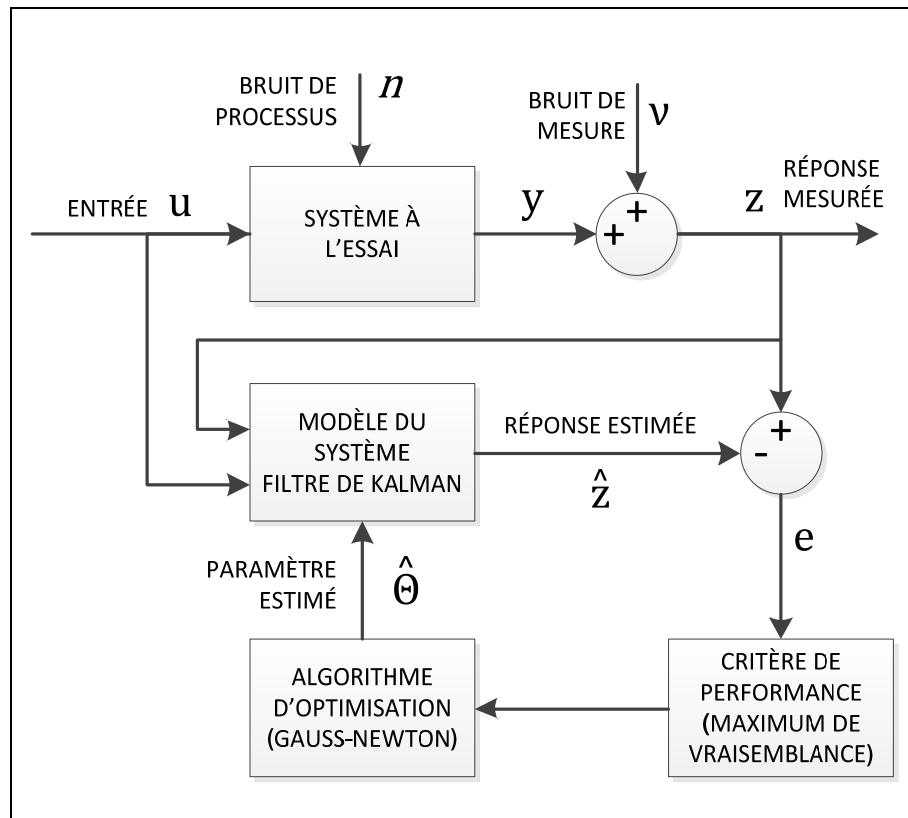 BRUIT DE
PROCESSUS
n
BRUIT DE
MESURE
ν
ENTRÉE
u
SYSTÈME À
L'ESSAI
y
+
+
z
RÉPONSE
MESURÉE
MODÈLE DU
SYSTÈME
FILTRE DE KALMAN
RÉPONSE ESTIMÉE
ẑ
+
-
e
PARAMÈTRE
ESTIMÉ
Θ̂
ALGORITHME
D'OPTIMISATION
(GAUSS-NEWTON)
CRITÈRE DE
PERFORMANCE
(MAXIMUM DE
VRAISEMBLANCE)